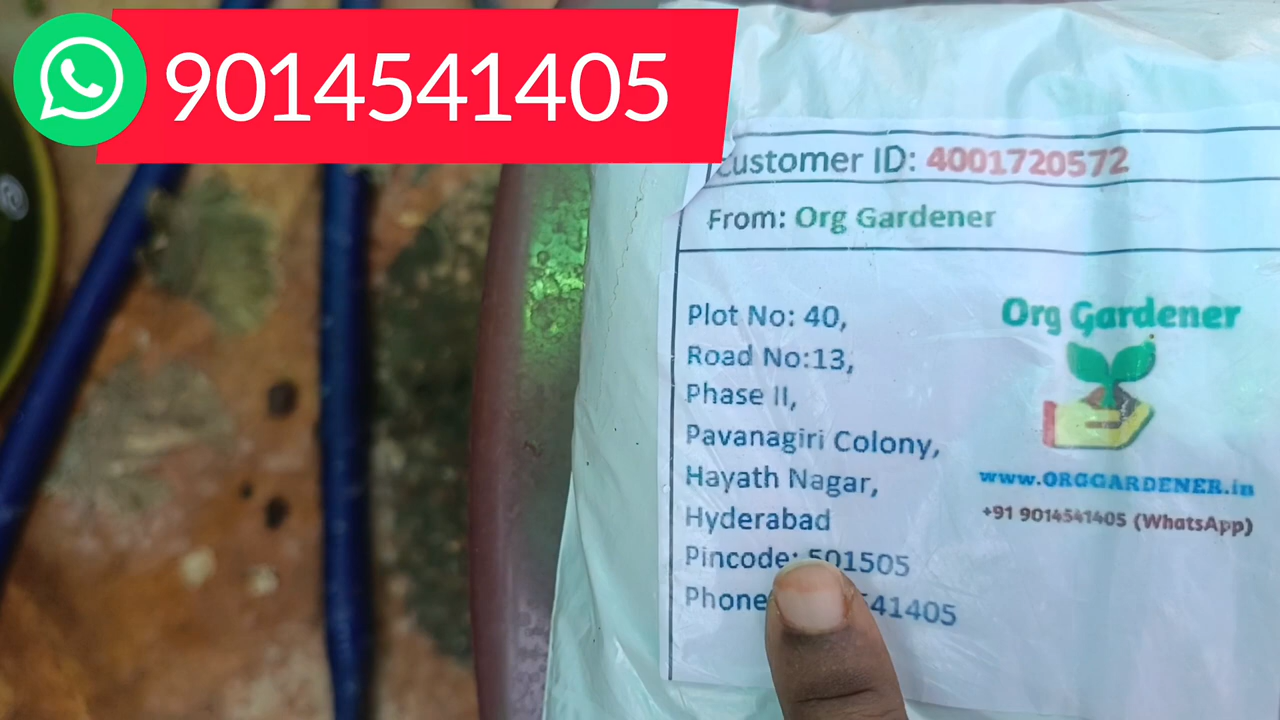 9014541405
Customer ID: 4001720572
From: Org Gardener
Plot No: 40,
Road No:13,
Phase II,
Pavanagiri Colony,
Hayath Nagar,
Hyderabad
Pincode: 501505
Phone 41405
Org Gardener
www.ORGGARDENER.in
+91 9014541405 (WhatsApp)